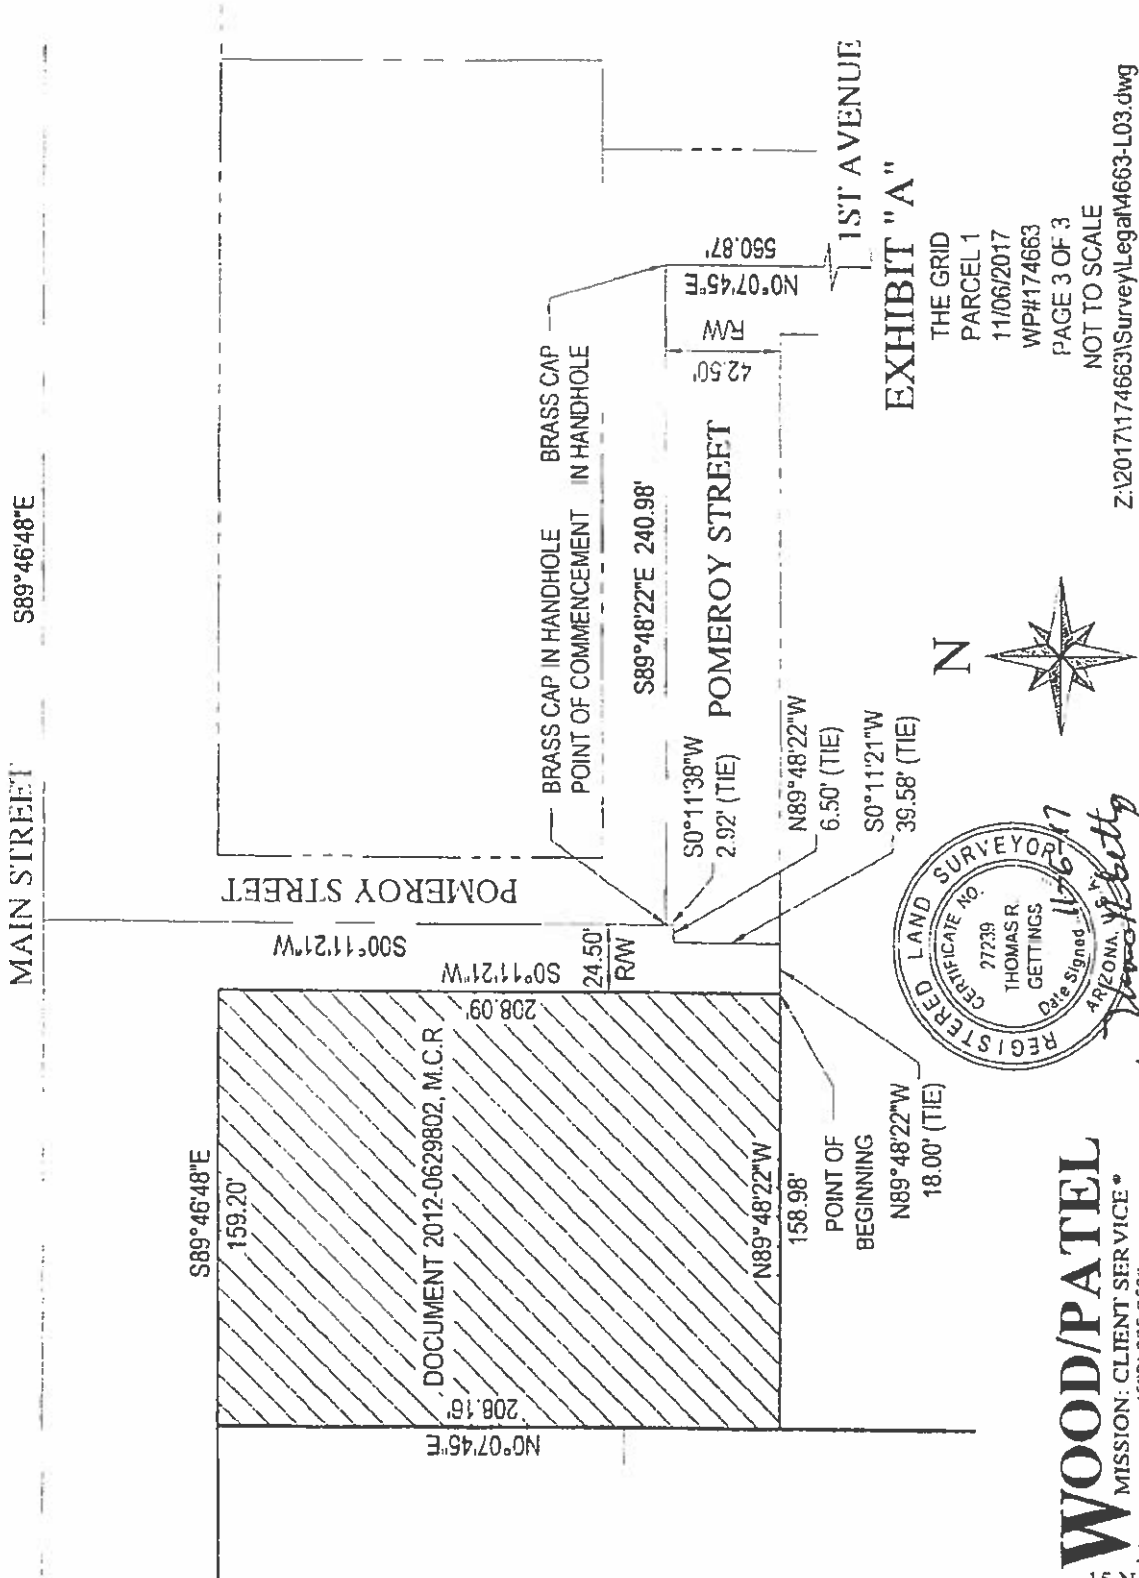 MAIN STREET
S89°46'48"E
S89°46'48"E
159.20'
DOCUMENT 2012-0629802, M.C.R
208.16'
N0°07'45"E
208.09'
S0°11'21"W
S00°11'21"W
POMEROY STREET
24.50'
R/W
BRASS CAP IN HANDHOLE
POINT OF COMMENCEMENT
BRASS CAP
IN HANDHOLE
S89°48'22"E 240.98'
POMEROY STREET
42.50'
R/W
N0°07'45"E
550.87'
1ST AVENUE
S0°11'38"W
2.92' (TIE)
N89°48'22"W
6.50' (TIE)
S0°11'21"W
39.58' (TIE)
N89°48'22"W
158.98'
POINT OF
BEGINNING
N89°48'22"W
18.00' (TIE)
EXHIBIT "A"
THE GRID
PARCEL 1
11/06/2017
WP#174663
PAGE 3 OF 3
NOT TO SCALE
Z:\2017\174663\Survey\Legal\4663-L03.dwg
N
REGISTERED LAND SURVEYOR
CERTIFICATE NO.
27239
THOMAS R.
GETTINGS
Date Signed
ARIZONA, U.S.A.
WOOD/PATEL
MISSION: CLIENT SERVICE